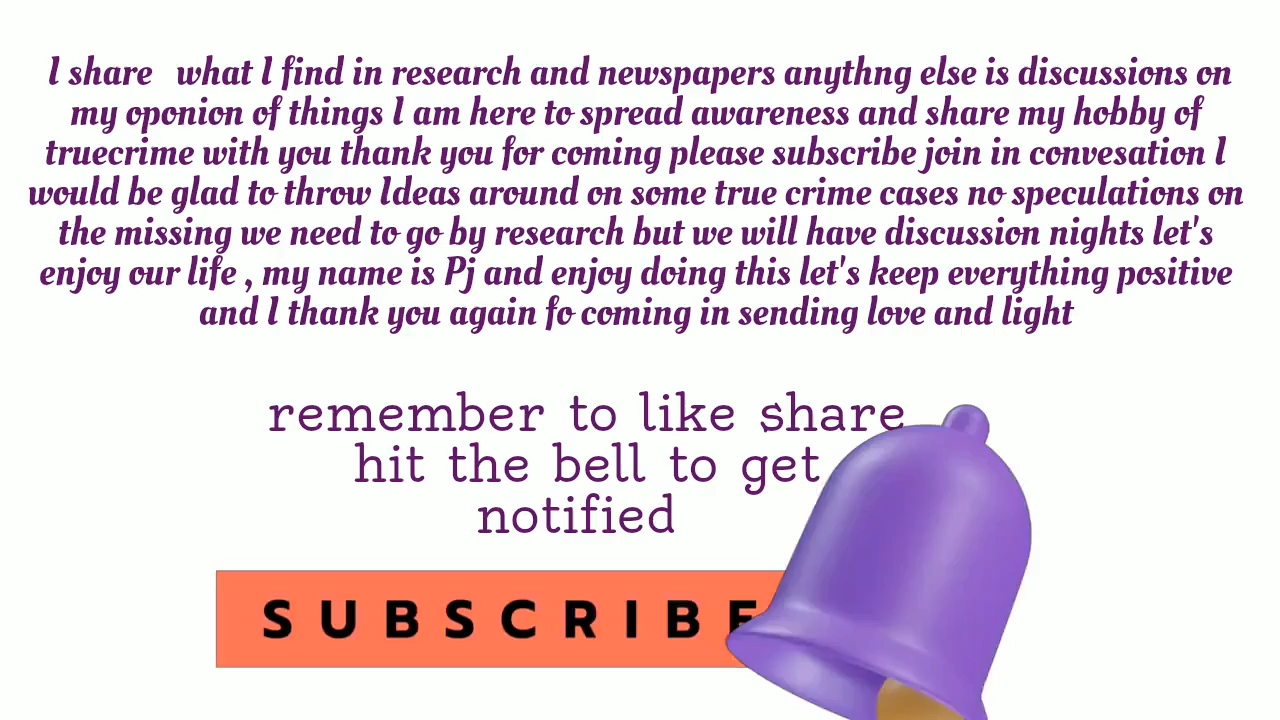 I share what I find in research and newspapers anythng else is discussions on
my oponion of things I am here to spread awareness and share my hobby of
truecrime with you thank you for coming please subscribe join in convesation I
would be glad to throw Ideas around on some true crime cases no speculations on
the missing we need to go by research but we will have discussion nights let's
enjoy our life , my name is Pj and enjoy doing this let's keep everything positive
and I thank you again fo coming in sending love and light
remember to like share
hit the bell to get
notified
SUBSCRIBE